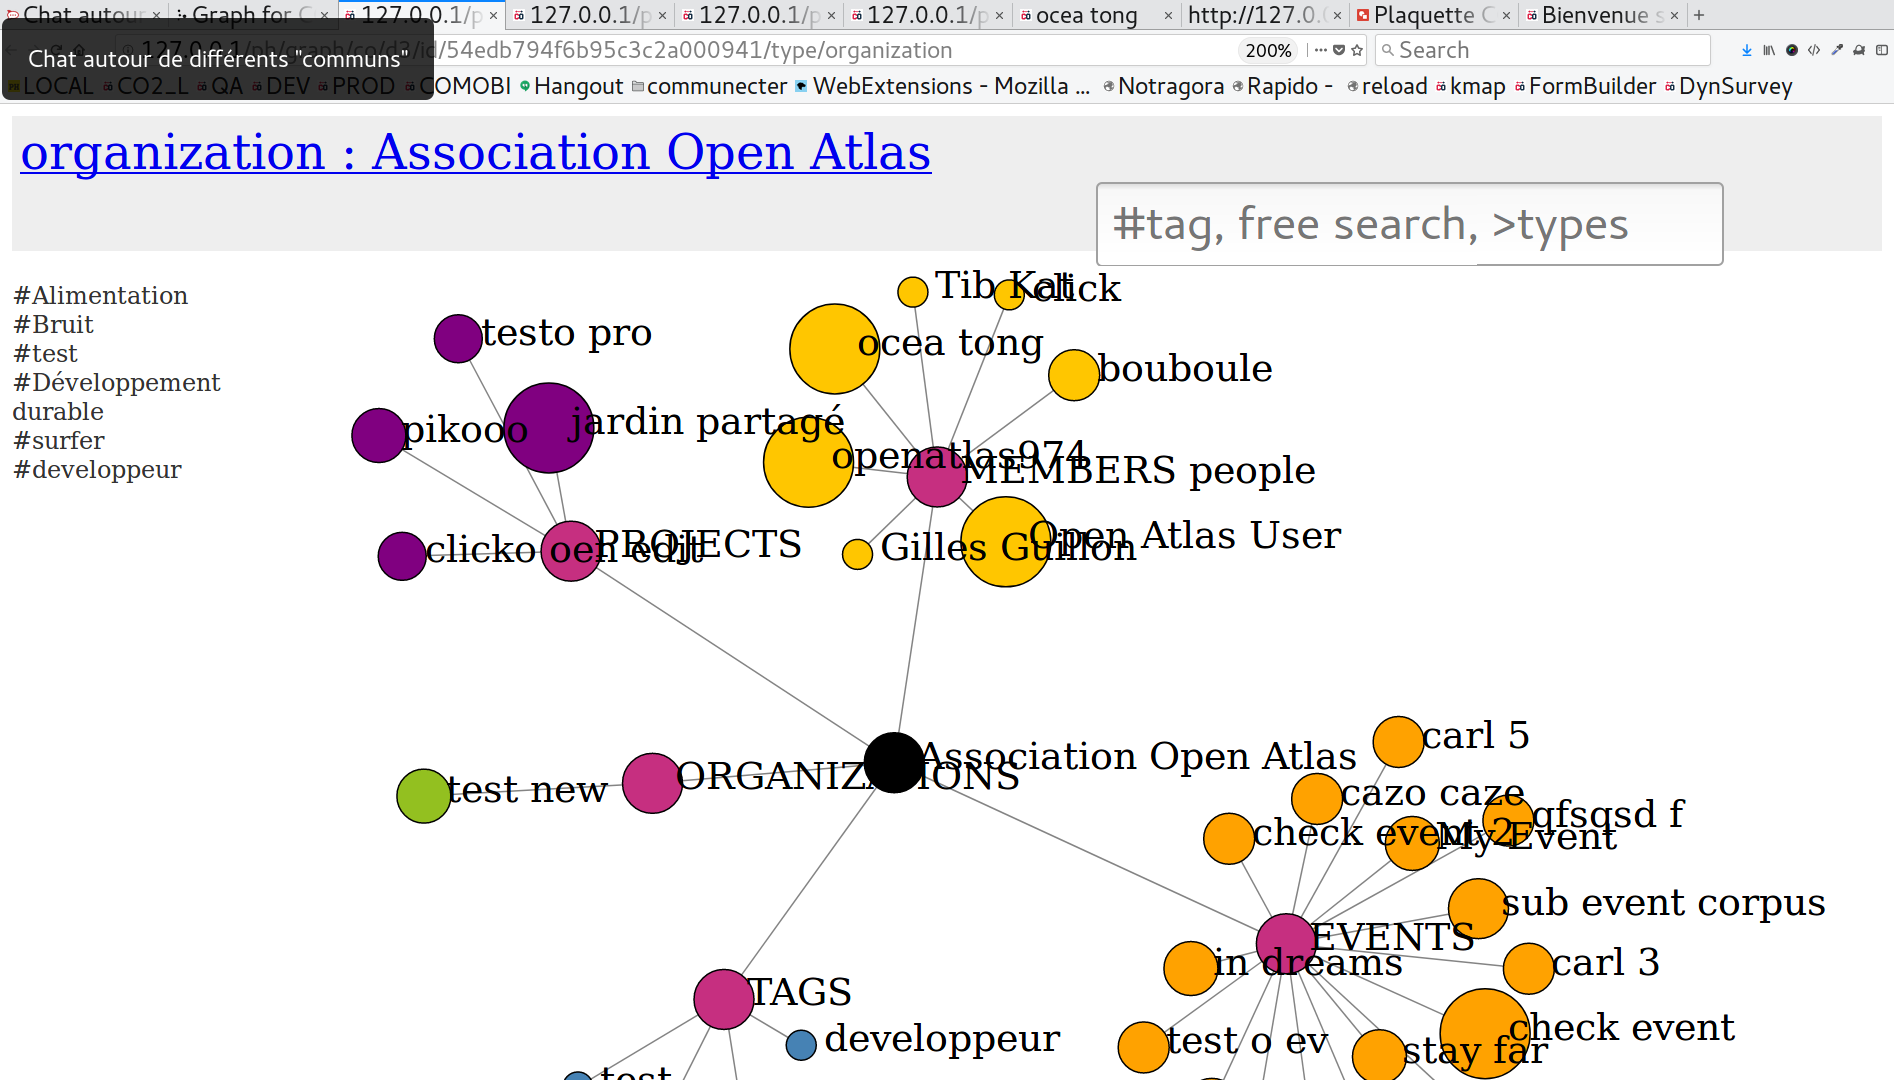 Chat autour
Graph for C
127.0.0.1/p
127.0.0.1/p
127.0.0.1/p
127.0.0.1/p
ocea tong
http://127.0.
Plaquette C
Bienvenue s
127.0.0.1/ph/graph/co/d3/id/54edb794f6b95c3c2a000941/type/organization
200%
Search
Chat autour de différents "communs"
LOCAL CO2_L QA DEV PROD COMOBI Hangout communecter WebExtensions - Mozilla ... Notragora Rapido - reload kmap FormBuilder DynSurvey
organization : Association Open Atlas
#tag, free search, >types
#Alimentation
#Bruit
#test
#Développement
durable
#surfer
#developpeur
Tib Kat
click
testo pro
ocea tong
bouboule
jardin partagé
pikooo
openatlas974
MEMBERS people
Open Atlas User
Gilles Guillon
PROJECTS
clicko oen edit
carl 5
Association Open Atlas
ORGANIZATIONS
test new
cazo caze
qfsqsd f
check event 2
My Event
sub event corpus
EVENTS
in dreams
carl 3
TAGS
check event
developpeur
test o ev
stay far
test